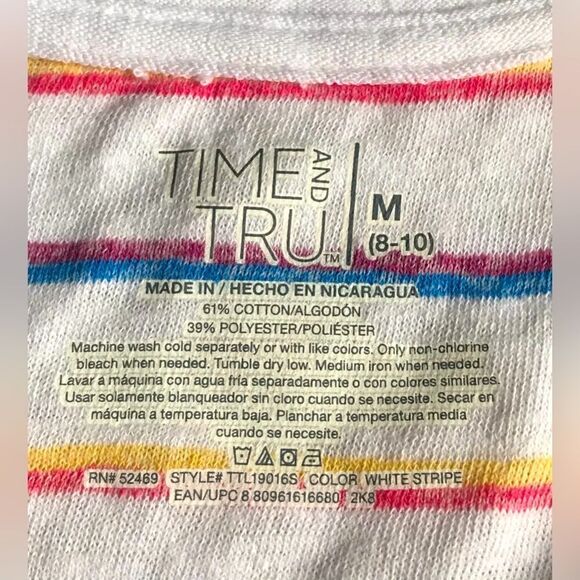 TIME AND
TRU™
M
(8-10)
MADE IN / HECHO EN NICARAGUA
61% COTTON/ALGODÓN
39% POLYESTER/POLIÉSTER
Machine wash cold separately or with like colors. Only non-chlorine
bleach when needed. Tumble dry low. Medium iron when needed.
Lavar a máquina con agua fría separadamente o con colores similares.
Usar solamente blanqueador sin cloro cuando se necesite. Secar en
máquina a temperatura baja. Planchar a temperatura media
cuando se necesite.
RN# 52469 STYLE# TTL19016S COLOR WHITE STRIPE
EAN/UPC 8 80961616680 2K8